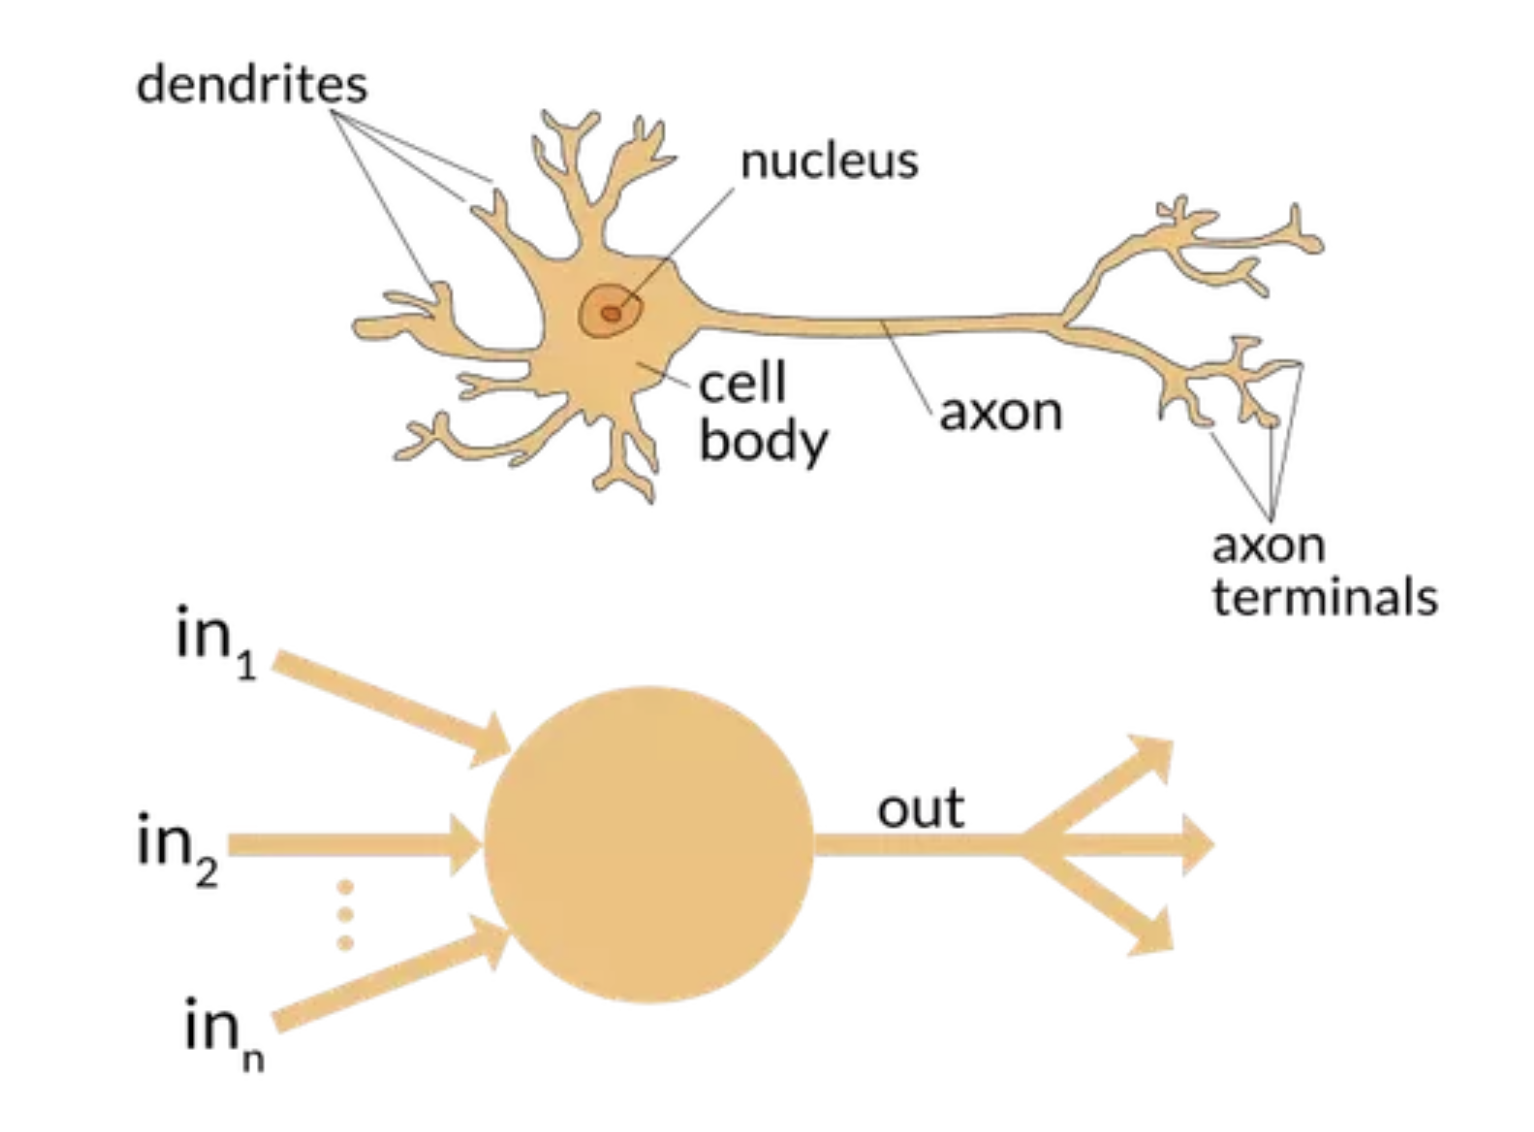 dendrites
nucleus
cell
body
axon
axon
terminals
in₁
out
in₂
inₙ